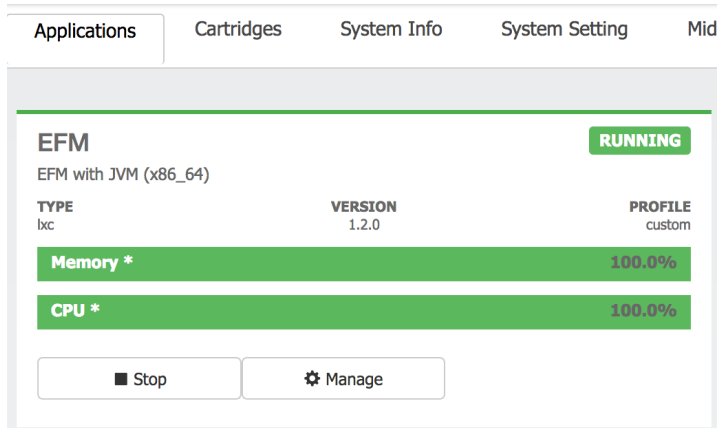 Applications Cartridges System Info System Setting Mid
EFM RUNNING
EFM with JVM (x86_64)
TYPE VERSION PROFILE
lxc 1.2.0 custom
Memory * 100.0%
CPU * 100.0%
Stop Manage